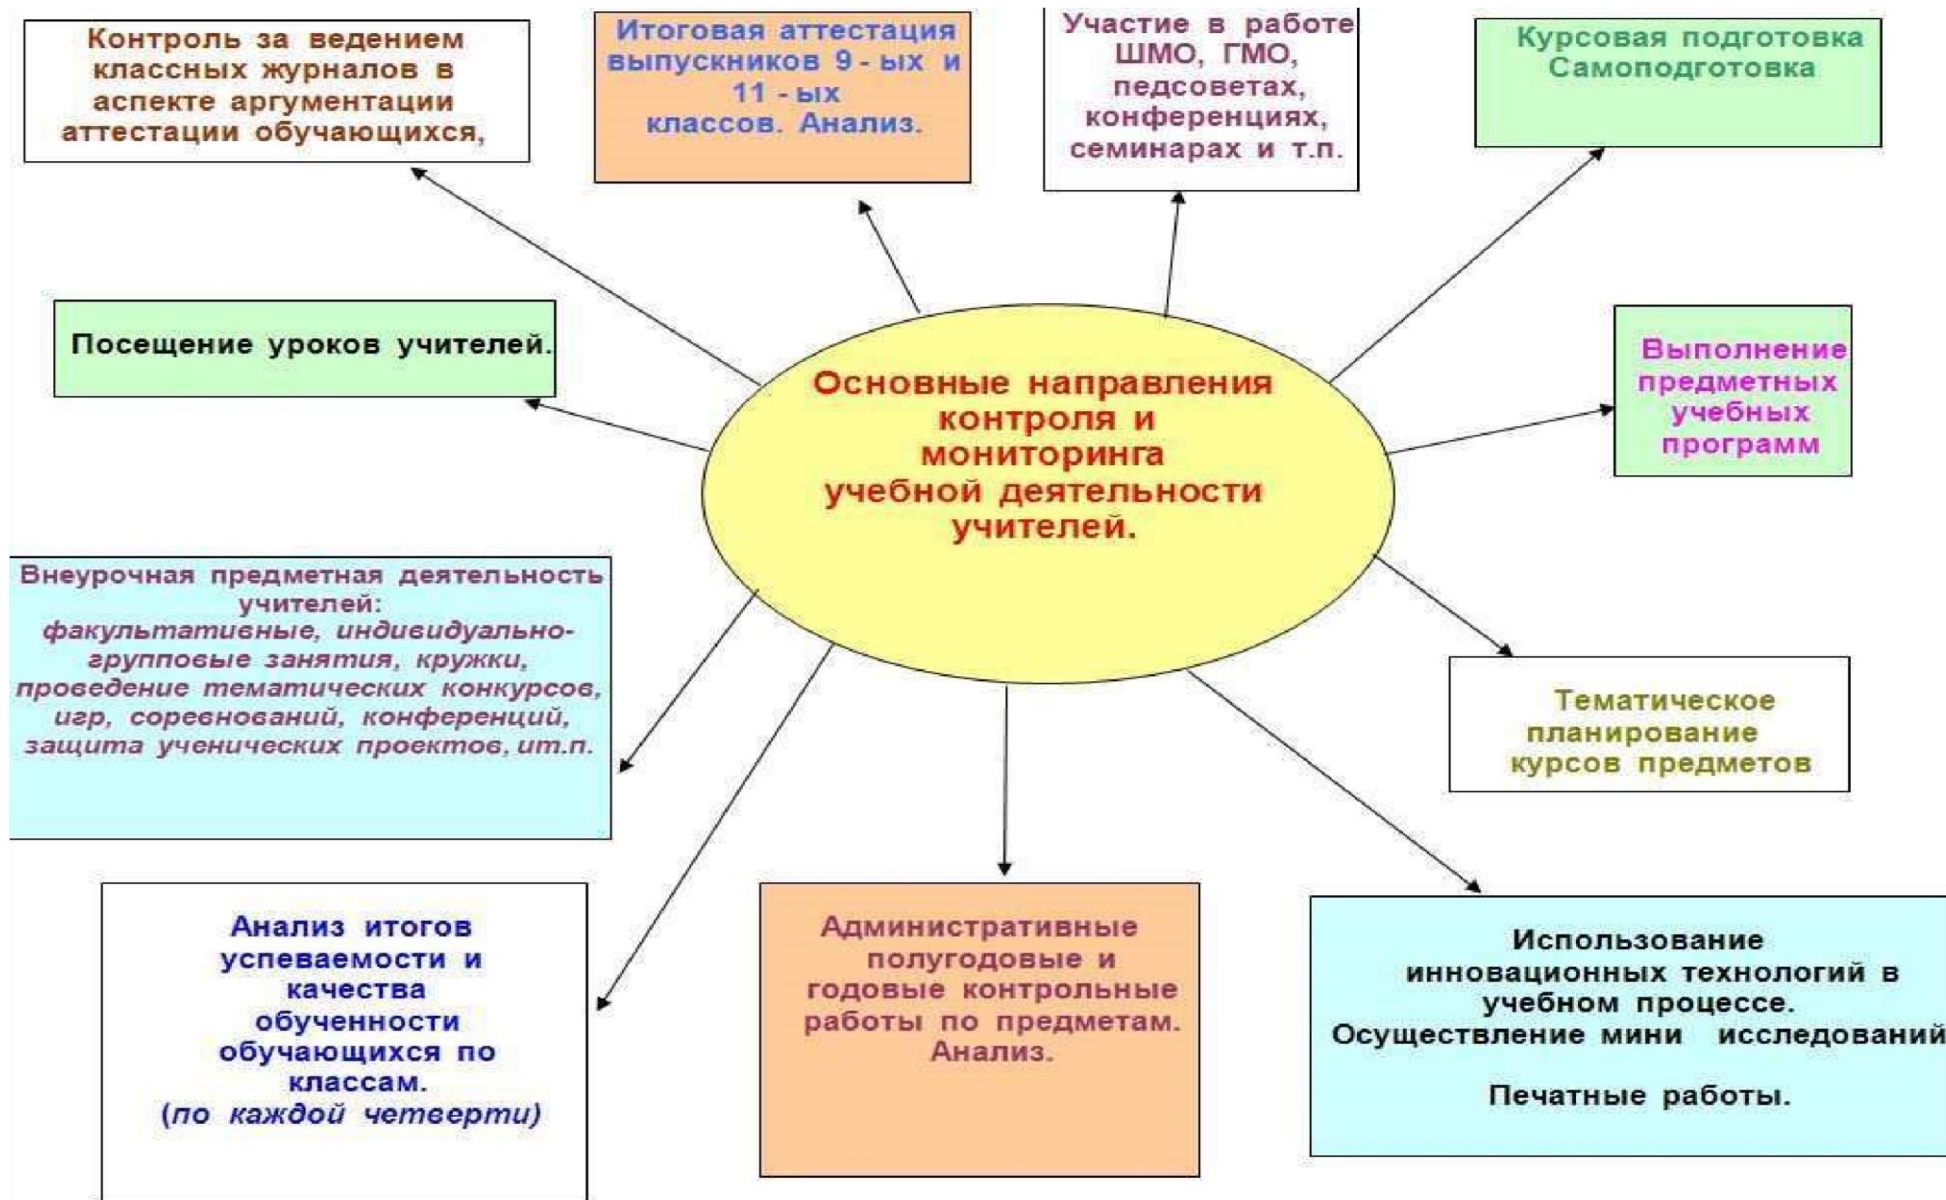 Контроль за ведением
классных журналов в
аспекте аргументации
аттестации обучающихся,
Итоговая аттестация
выпускников 9 - ых и
11 - ых
классов. Анализ.
Участие в работе
ШМО, ГМО,
педсоветах,
конференциях,
семинарах и т.п.
Курсовая подготовка
Самоподготовка
Посещение уроков учителей.
Основные направления
контроля и
мониторинга
учебной деятельности
учителей.
Выполнение
предметных
учебных
программ
Внеурочная предметная деятельность
учителей:
факультативные, индивидуально-
групповые занятия, кружки,
проведение тематических конкурсов,
игр, соревнований, конференций,
защита ученических проектов, ит.п.
Тематическое
планирование
курсов предметов
Анализ итогов
успеваемости и
качества
обученности
обучающихся по
классам.
(по каждой четверти)
Административные
полугодовые и
годовые контрольные
работы по предметам.
Анализ.
Использование
инновационных технологий в
учебном процессе.
Осуществление мини исследований
Печатные работы.